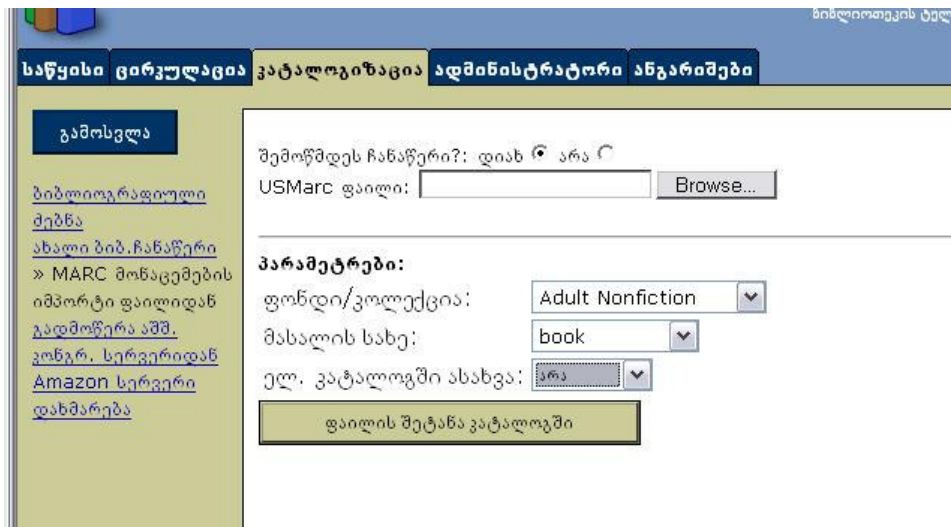 ბიბლიოთეკის
საწყისი ცირკულაცია კატალოგიზაცია ადმინისტრატორი ანგარიშები
გამოსვლა
ბიბლიოგრაფიული
ძებნა
ახალი ბიბ.ჩანაწერი
» MARC მონაცემების
იმპორტი ფაილიდან
გადმოწერა აშშ.
კონგრ. სერვერიდან
Amazon სერვერი
დახმარება
შემოწმდეს ჩანაწერი?: დიახ არა
USMarc ფაილი: Browse...
პარამეტრები:
ფონდი/კოლექცია: Adult Nonfiction
მასალის სახე: book
ელ. კატალოგში ასახვა: არა
ფაილის შეტანა კატალოგში